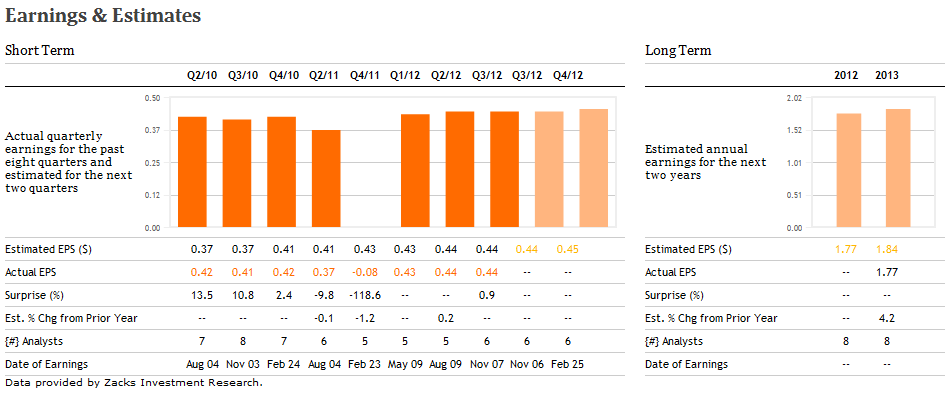 Earnings & Estimates
Short Term
Q2/10 Q3/10 Q4/10 Q2/11 Q4/11 Q1/12 Q2/12 Q3/12 Q3/12 Q4/12
0.50
0.37
0.25
0.12
0.00
Actual quarterly
earnings for the past
eight quarters and
estimated for the next
two quarters
Estimated EPS ($) 0.37 0.37 0.41 0.41 0.43 0.43 0.44 0.44 0.44 0.45
Actual EPS 0.42 0.41 0.42 0.37 -0.08 0.43 0.44 0.44 -- --
Surprise (%) 13.5 10.8 2.4 -9.8 -118.6 -- -- 0.9 -- --
Est. % Chg from Prior Year -- -- -- -0.1 -1.2 -- 0.2 -- -- --
{#} Analysts 7 8 7 6 5 5 5 6 6 6
Date of Earnings Aug 04 Nov 03 Feb 24 Aug 04 Feb 23 May 09 Aug 09 Nov 07 Nov 06 Feb 25
Data provided by Zacks Investment Research.
Long Term
2012 2013
2.02
1.52
1.01
0.51
0.00
Estimated annual
earnings for the next
two years
Estimated EPS ($) 1.77 1.84
Actual EPS -- 1.77
Surprise (%) -- --
Est. % Chg from Prior Year -- 4.2
{#} Analysts 8 8
Date of Earnings -- --